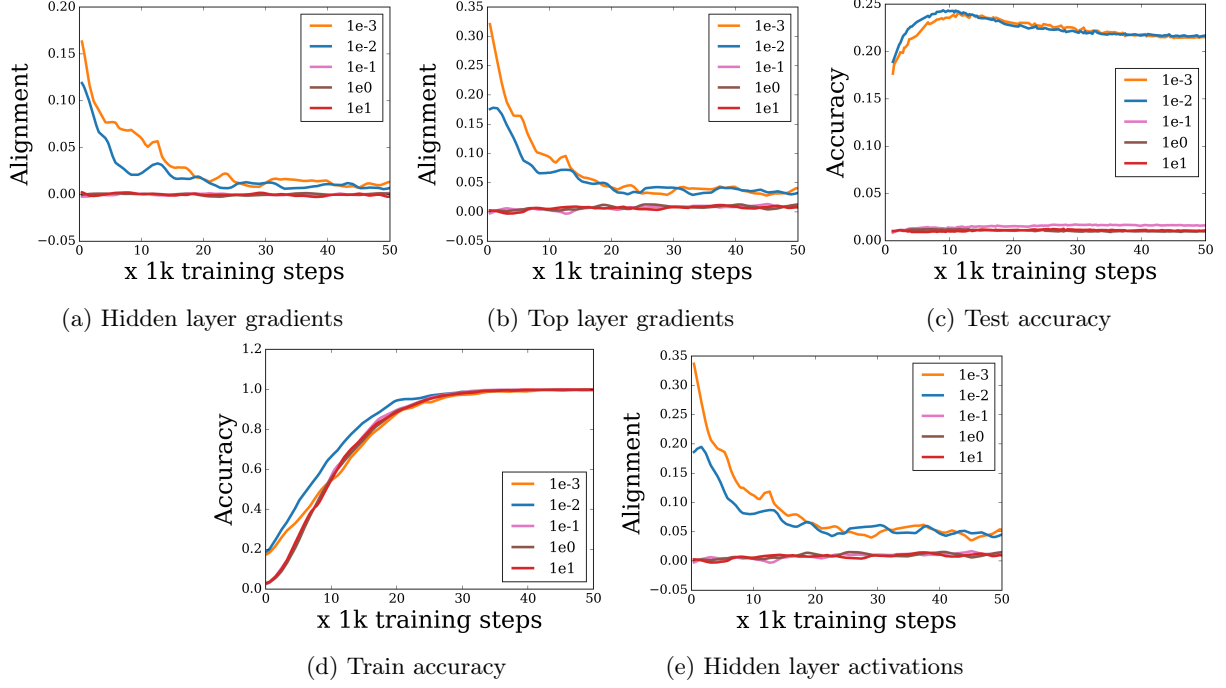 0.20
0.15
0.10
0.05
0.00
−0.05
0 10 20 30 40 50
Alignment
x 1k training steps
1e-3
1e-2
1e-1
1e0
1e1
(a) Hidden layer gradients
0.35
0.30
0.25
0.20
0.15
0.10
0.05
0.00
−0.05
0 10 20 30 40 50
Alignment
x 1k training steps
1e-3
1e-2
1e-1
1e0
1e1
(b) Top layer gradients
0.25
0.20
0.15
0.10
0.05
0.00
0 10 20 30 40 50
Accuracy
x 1k training steps
1e-3
1e-2
1e-1
1e0
1e1
(c) Test accuracy
1.2
1.0
0.8
0.6
0.4
0.2
0.0
0 10 20 30 40 50
Accuracy
x 1k training steps
1e-3
1e-2
1e-1
1e0
1e1
(d) Train accuracy
0.35
0.30
0.25
0.20
0.15
0.10
0.05
0.00
−0.05
0 10 20 30 40 50
Alignment
x 1k training steps
1e-3
1e-2
1e-1
1e0
1e1
(e) Hidden layer activations